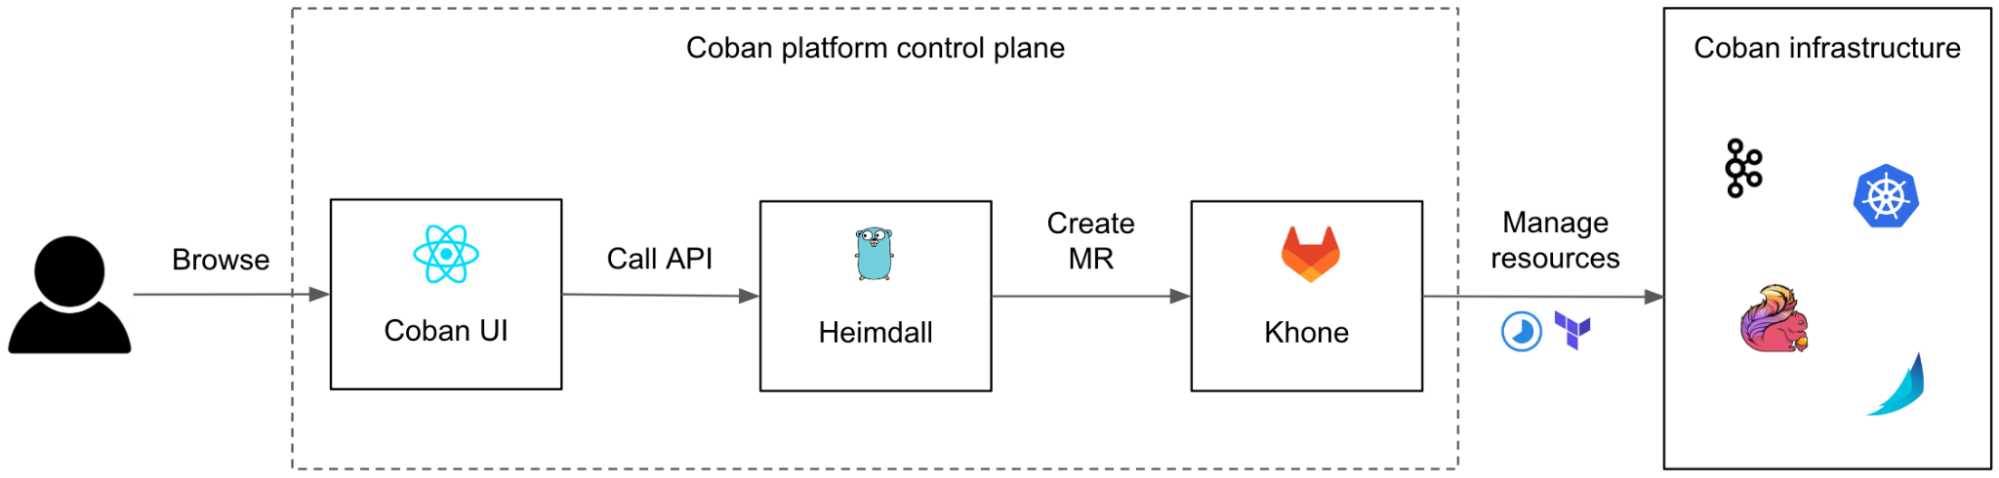 Coban platform control plane
Coban infrastructure
Browse
Coban UI
Call API
Heimdall
Create
MR
Khone
Manage
resources